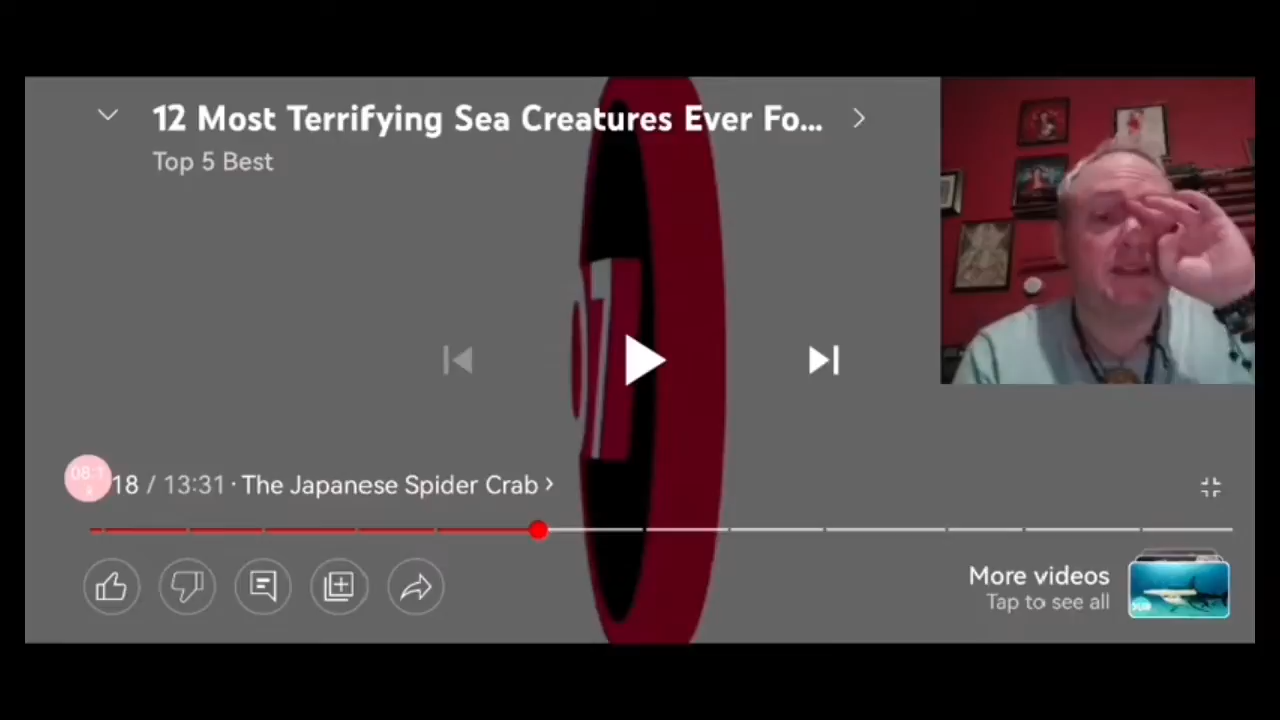 12 Most Terrifying Sea Creatures Ever Fo...
Top 5 Best
18 / 13:31 · The Japanese Spider Crab ›
More videos
Tap to see all